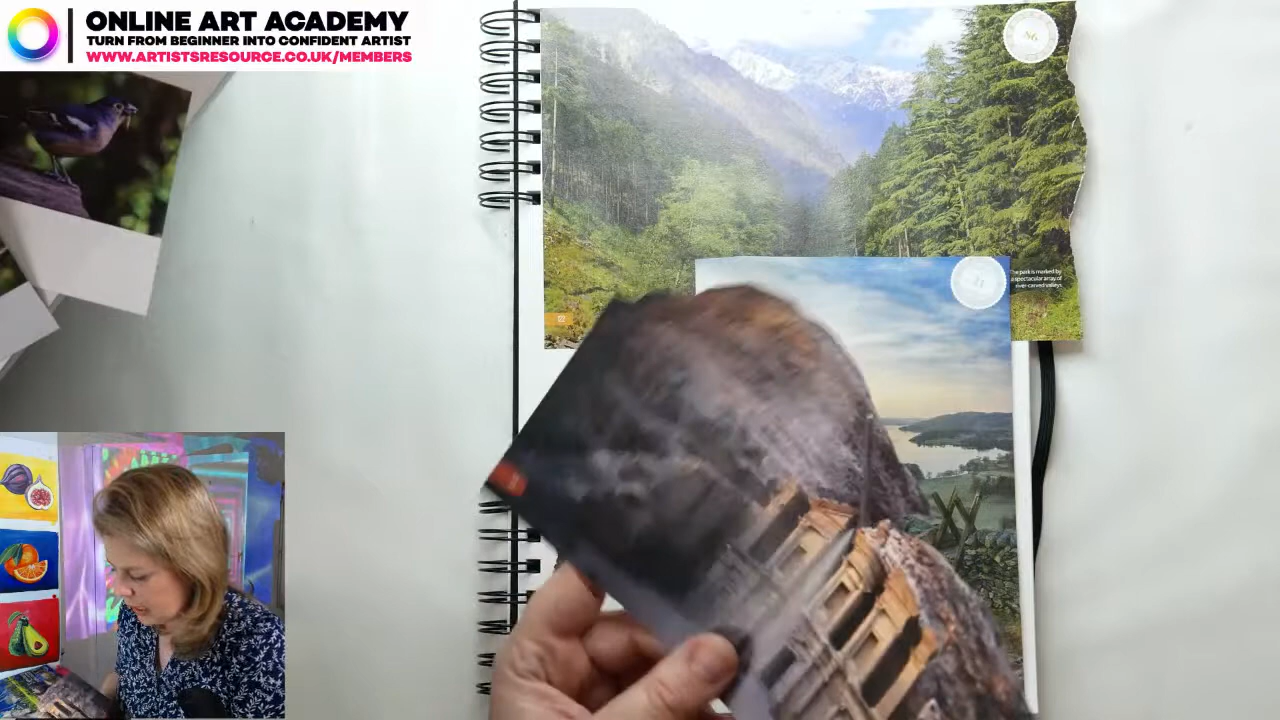 ONLINE ART ACADEMY
TURN FROM BEGINNER INTO CONFIDENT ARTIST
WWW.ARTISTSRESOURCE.CO.UK/MEMBERS
The park is marked by
a spectacular array of
river-carved valleys